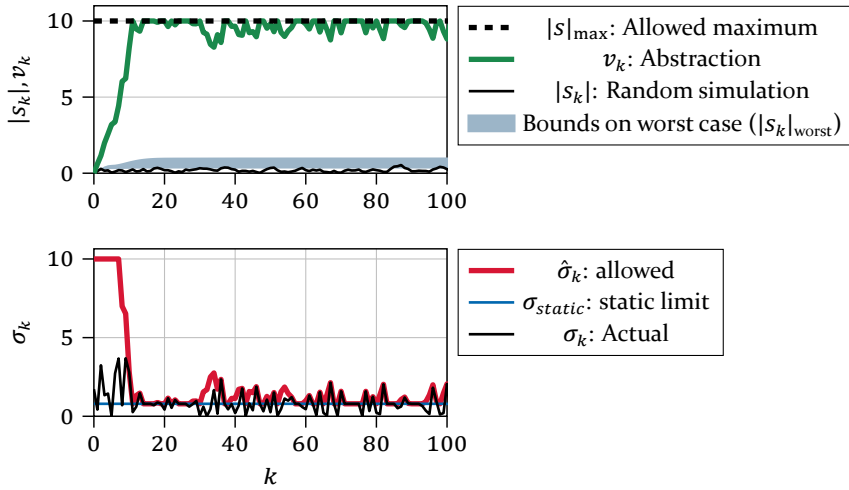 10
5
0
|s_k|, v_k
0 20 40 60 80 100
|s|_max: Allowed maximum
v_k: Abstraction
|s_k|: Random simulation
Bounds on worst case (|s_k|_worst)
10
5
0
σ_k
0 20 40 60 80 100
k
σ̂_k: allowed
σ_static: static limit
σ_k: Actual